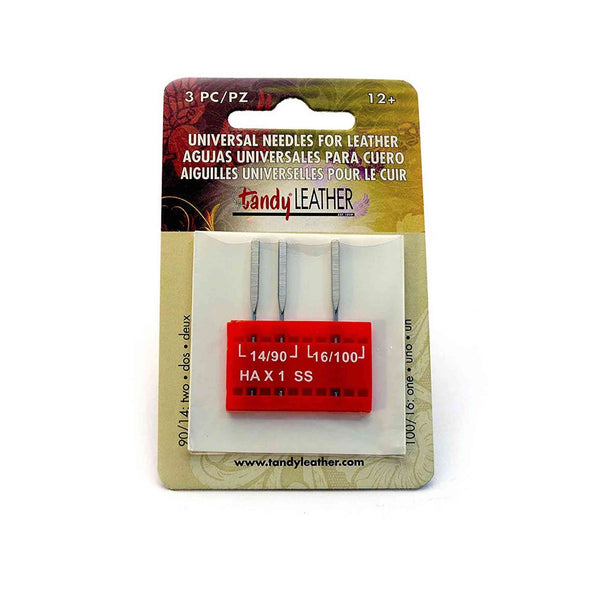 3 PC/PZ
12+
UNIVERSAL NEEDLES FOR LEATHER
AGUJAS UNIVERSALES PARA CUERO
AIGUILLES UNIVERSELLES POUR LE CUIR
tandy® LEATHER
14/90 16/100
HA X 1 SS
90/14: two • dos • deux
100/16: one • uno • un
www.tandyleather.com